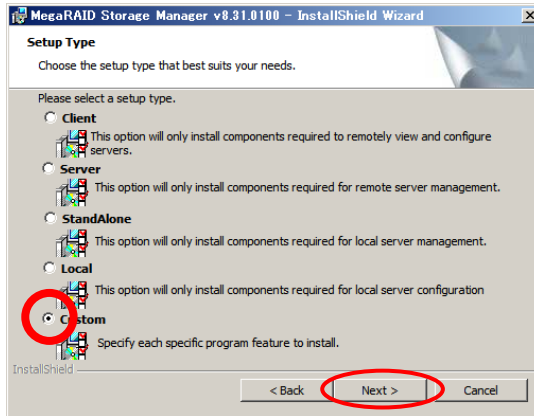 MegaRAID Storage Manager v8.31.0100 - InstallShield Wizard
Setup Type
Choose the setup type that best suits your needs.
Please select a setup type.
Client
This option will only install components required to remotely view and configure
servers.
Server
This option will only install components required for remote server management.
StandAlone
This option will only install components required for local server management.
Local
This option will only install components required for local server configuration
Custom
Specify each specific program feature to install.
InstallShield
< Back
Next >
Cancel